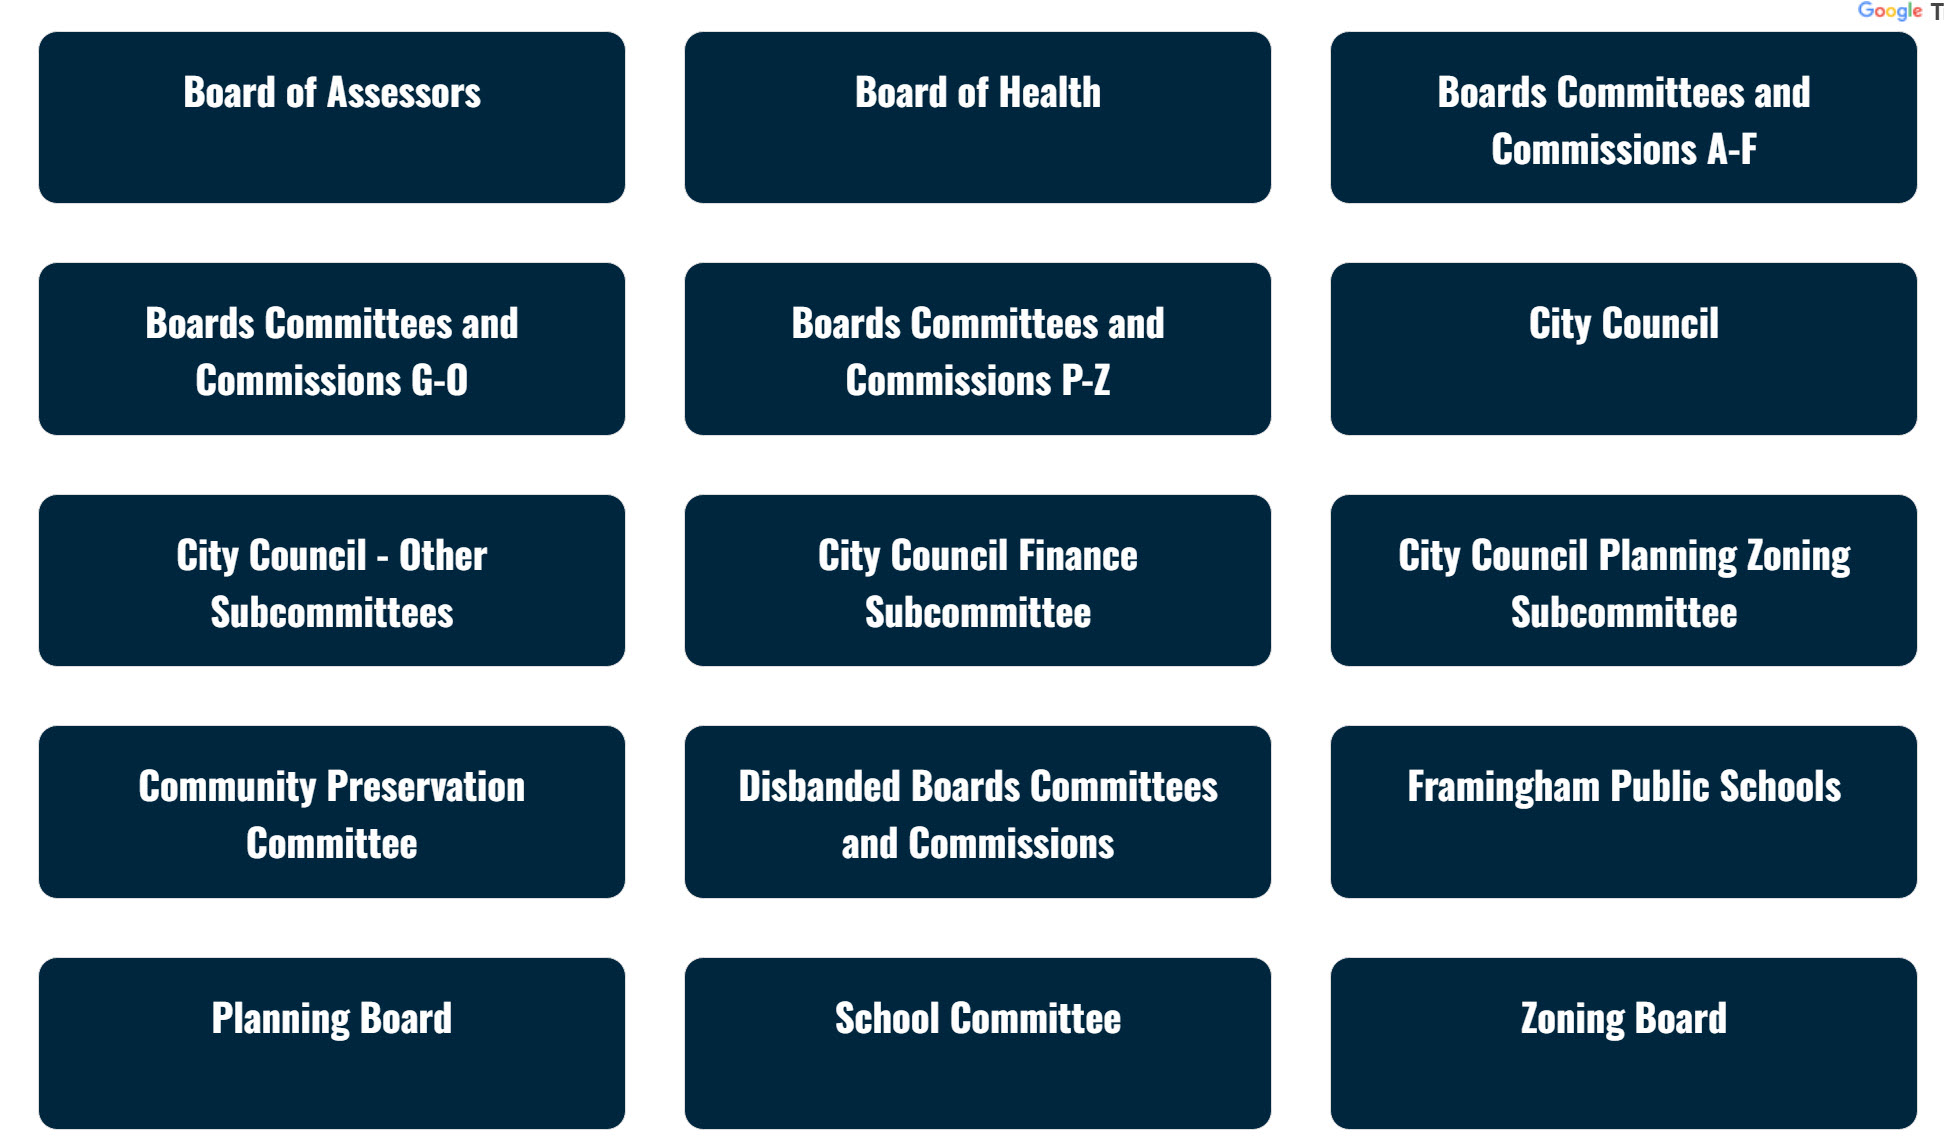 Google T
Board of Assessors
Board of Health
Boards Committees and
Commissions A-F
Boards Committees and
Commissions G-O
Boards Committees and
Commissions P-Z
City Council
City Council - Other
Subcommittees
City Council Finance
Subcommittee
City Council Planning Zoning
Subcommittee
Community Preservation
Committee
Disbanded Boards Committees
and Commissions
Framingham Public Schools
Planning Board
School Committee
Zoning Board